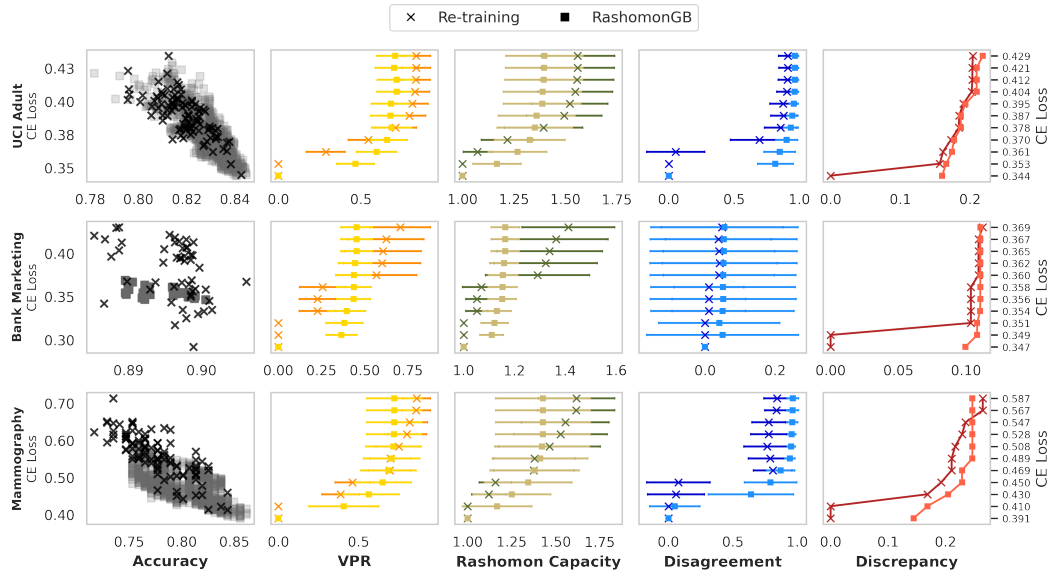 Re-training RashomonGB
UCI Adult
CE Loss
0.43
0.40
0.38
0.35
0.78 0.80 0.82 0.84
0.0 0.5
1.00 1.25 1.50 1.75
0.0 0.5 1.0
0.0 0.1 0.2
0.429
0.421
0.412
0.404
0.395
0.387
0.378
0.370
0.361
0.353
0.344
CE Loss
Bank Marketing
CE Loss
0.40
0.35
0.30
0.89 0.90
0.00 0.25 0.50 0.75
1.0 1.2 1.4 1.6
0.0 0.2
0.00 0.05 0.10
0.369
0.367
0.365
0.362
0.360
0.358
0.356
0.354
0.351
0.349
0.347
CE Loss
Mammography
CE Loss
0.70
0.60
0.50
0.40
0.75 0.80 0.85
0.0 0.5
1.00 1.25 1.50 1.75
0.0 0.5 1.0
0.0 0.2
0.587
0.567
0.547
0.528
0.508
0.489
0.469
0.450
0.430
0.410
0.391
CE Loss
Accuracy VPR Rashomon Capacity Disagreement Discrepancy